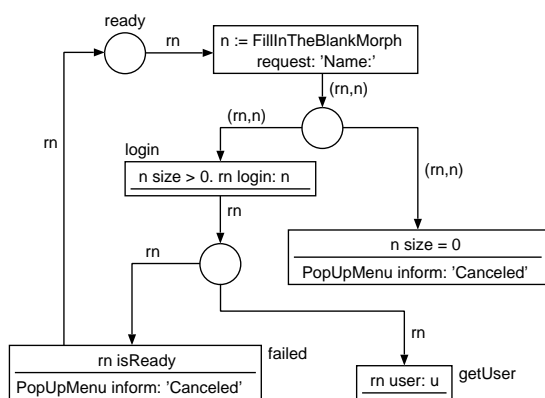 ready
rn
n := FillInTheBlankMorph
request: ’Name:’
(rn,n)
(rn,n)
rn
login
n size > 0. rn login: n
(rn,n)
rn
n size = 0
PopUpMenu inform: ’Canceled’
rn
rn
rn isReady
failed
PopUpMenu inform: ’Canceled’
rn user: u
getUser